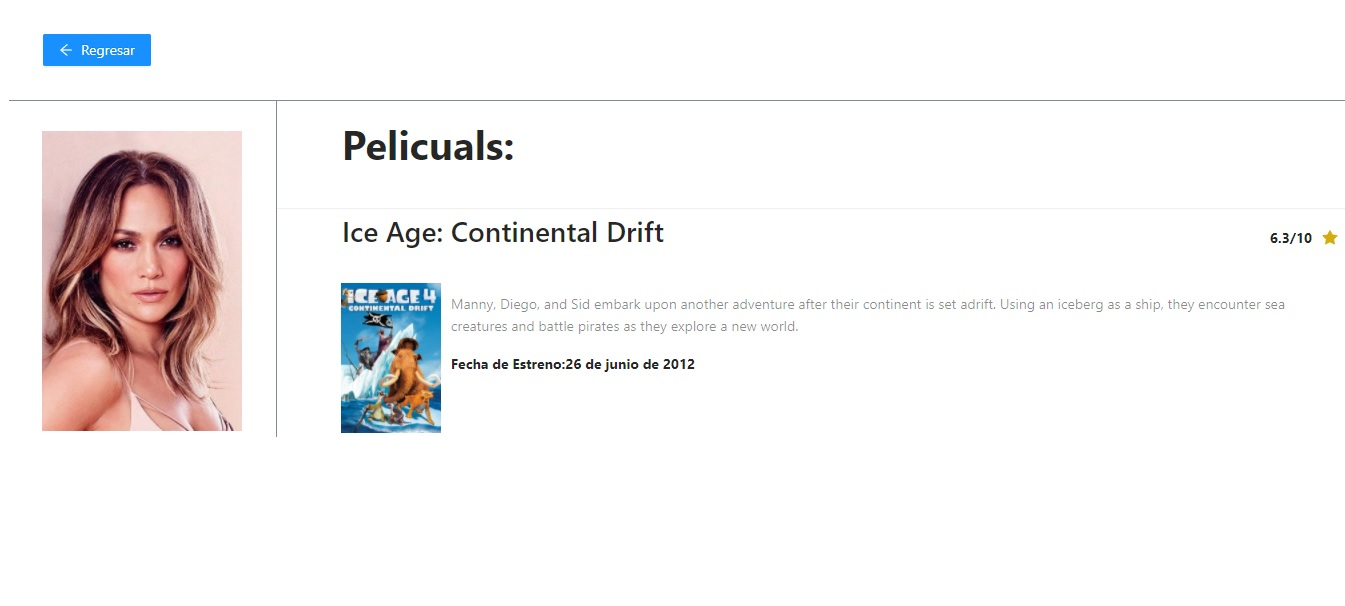 Regresar
Pelicuals:
Ice Age: Continental Drift
6.3/10
ICE AGE 4
CONTINENTAL DRIFT
Manny, Diego, and Sid embark upon another adventure after their continent is set adrift. Using an iceberg as a ship, they encounter sea
creatures and battle pirates as they explore a new world.
Fecha de Estreno:26 de junio de 2012